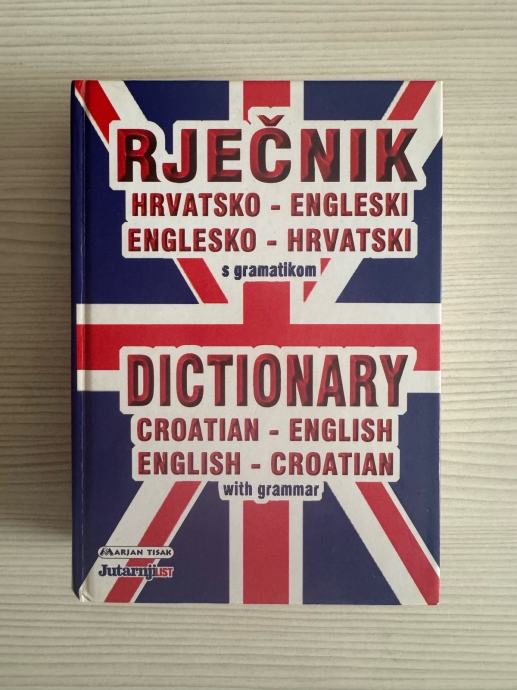 RJEČNIK
HRVATSKO - ENGLESKI
ENGLESKO - HRVATSKI
s gramatikom
DICTIONARY
CROATIAN - ENGLISH
ENGLISH - CROATIAN
with grammar
MARJAN TISAK
Jutarnji LIST